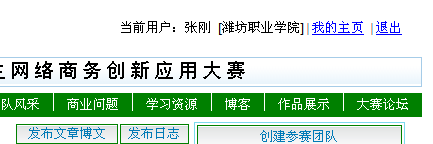 当前用户：张刚 [潍坊职业学院] | 我的主页 | 退出
网络商务创新应用大赛
队风采 | 商业问题 | 学习资源 | 博客 | 作品展示 | 大赛论坛
发布文章博文 发布日志 创建参赛团队